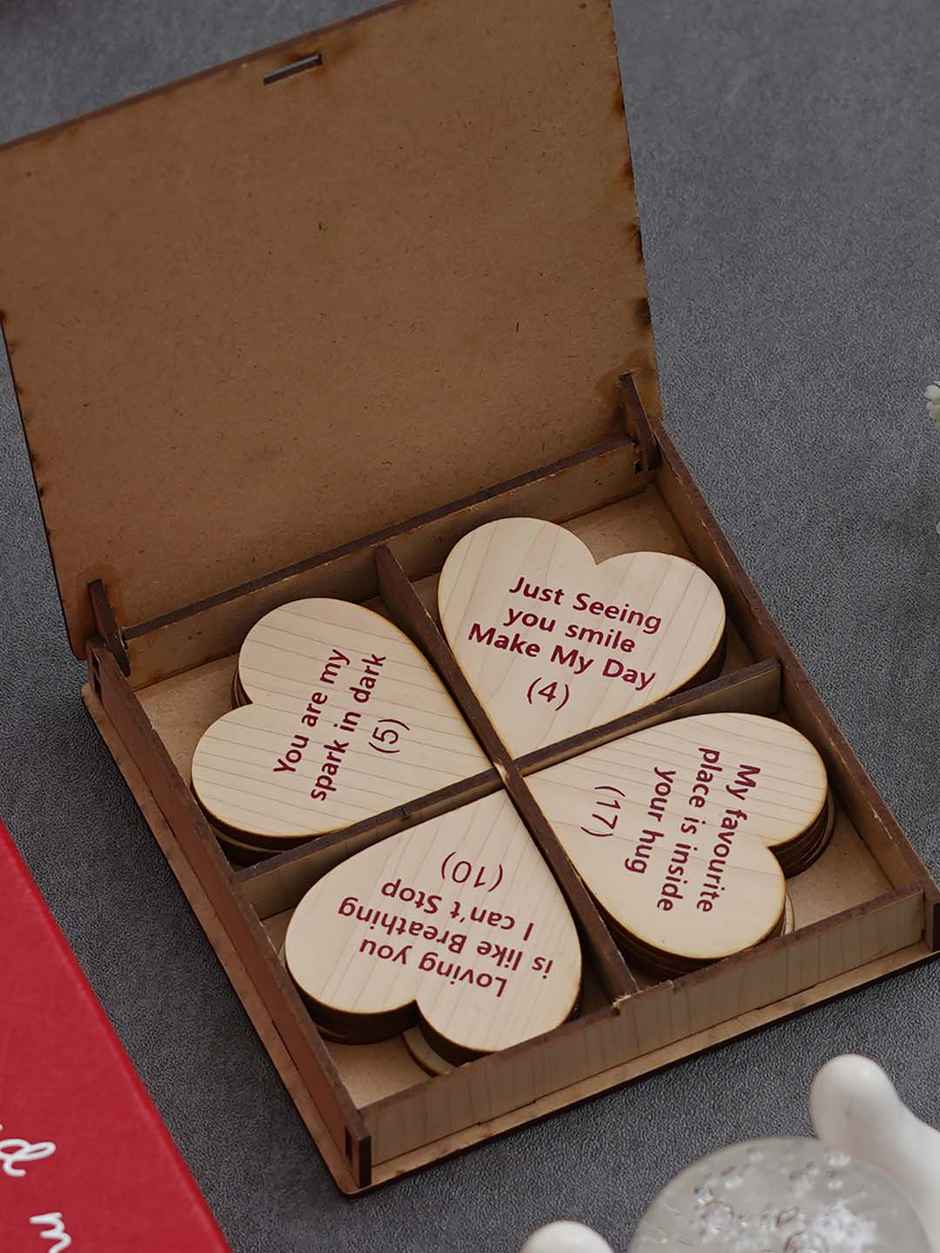 Just Seeing
you smile
Make My Day
(4)
You are my
spark in dark
(5)
My favourite
place is inside
your hug
(17)
Loving you
is like Breathing
I can't Stop
(10)